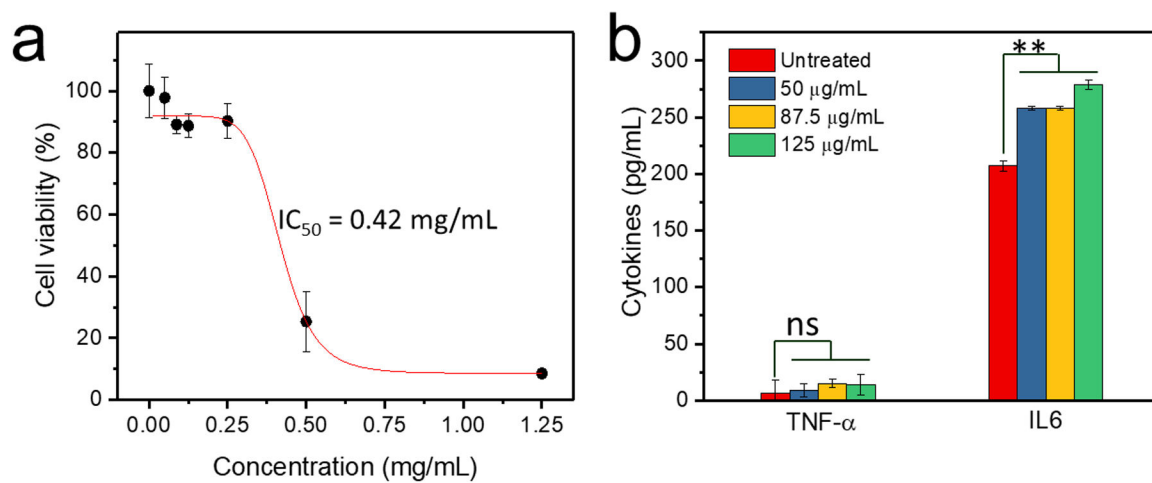 a
Cell viability (%)
100
80
60
40
20
0
IC50 = 0.42 mg/mL
0.00 0.25 0.50 0.75 1.00 1.25
Concentration (mg/mL)
b
Cytokines (pg/mL)
300
250
200
150
100
50
0
Untreated
50 μg/mL
87.5 μg/mL
125 μg/mL
**
ns
TNF-α IL6